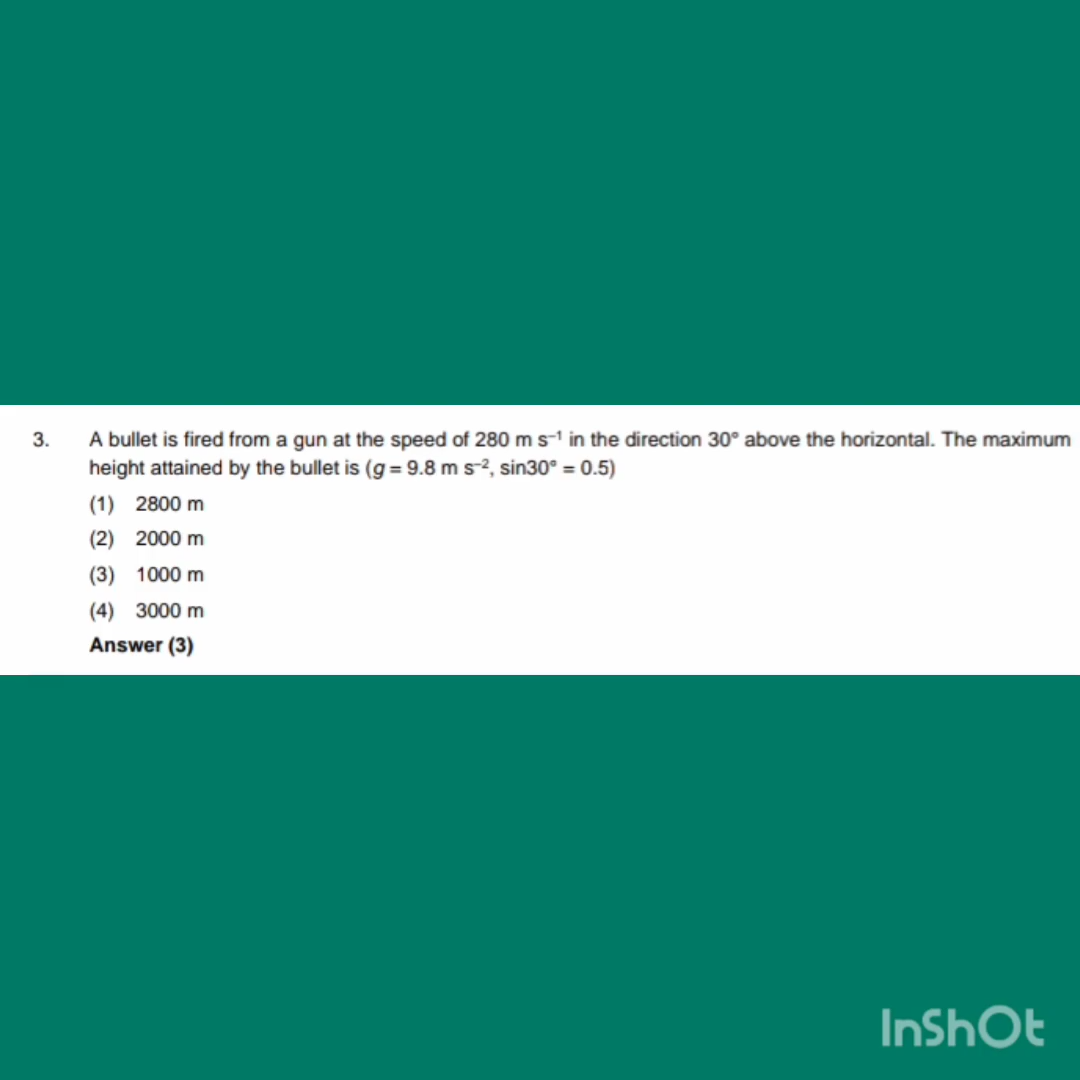 3. A bullet is fired from a gun at the speed of 280 m s⁻¹ in the direction 30° above the horizontal. The maximum
height attained by the bullet is (g = 9.8 m s⁻², sin30° = 0.5)
(1) 2800 m
(2) 2000 m
(3) 1000 m
(4) 3000 m
Answer (3)
InShOt